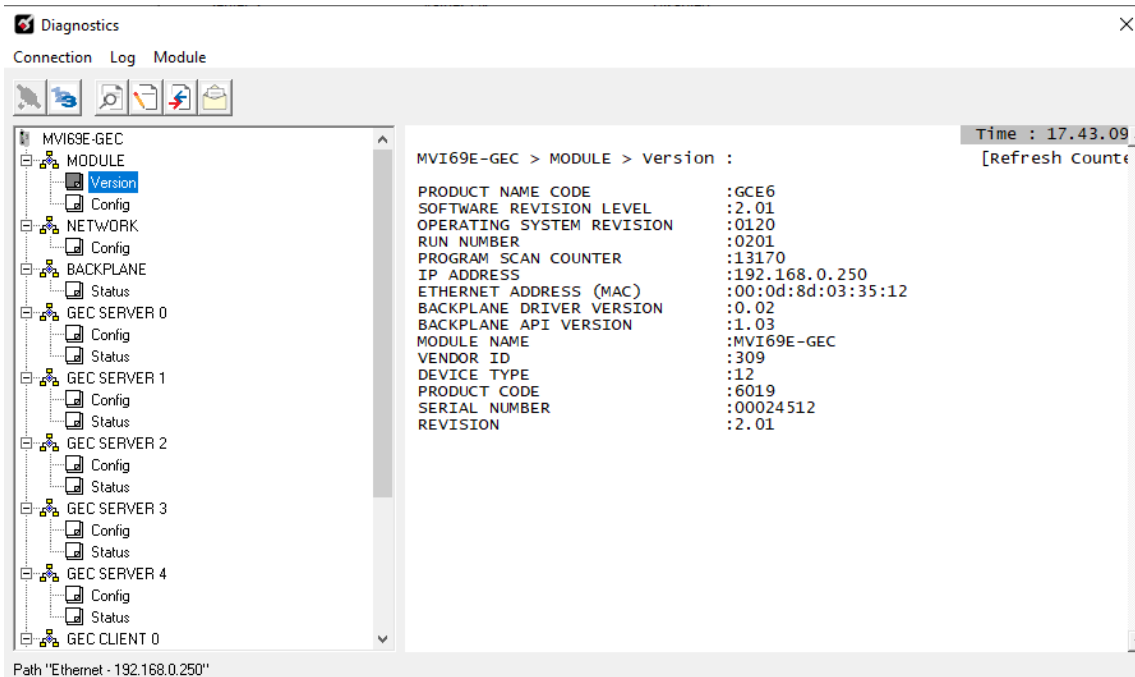 Diagnostics
Connection Log Module
MVI69E-GEC
MODULE
Version
Config
NETWORK
Config
BACKPLANE
Status
GEC SERVER 0
Config
Status
GEC SERVER 1
Config
Status
GEC SERVER 2
Config
Status
GEC SERVER 3
Config
Status
GEC SERVER 4
Config
Status
GEC CLIENT 0
Time : 17.43.09
MVI69E-GEC > MODULE > Version : [Refresh Counte
PRODUCT NAME CODE :GCE6
SOFTWARE REVISION LEVEL :2.01
OPERATING SYSTEM REVISION :0120
RUN NUMBER :0201
PROGRAM SCAN COUNTER :13170
IP ADDRESS :192.168.0.250
ETHERNET ADDRESS (MAC) :00:0d:8d:03:35:12
BACKPLANE DRIVER VERSION :0.02
BACKPLANE API VERSION :1.03
MODULE NAME :MVI69E-GEC
VENDOR ID :309
DEVICE TYPE :12
PRODUCT CODE :6019
SERIAL NUMBER :00024512
REVISION :2.01
Path "Ethernet - 192.168.0.250"